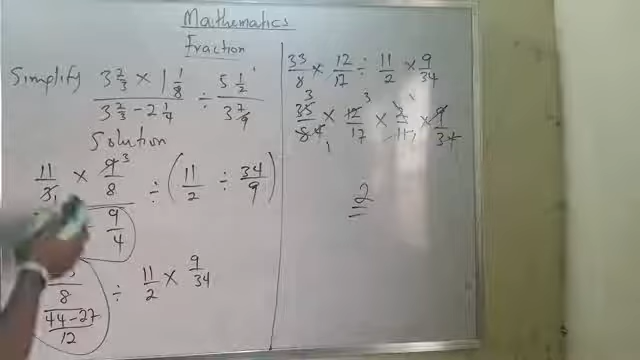 Mathematics
Fraction
Simplify 3 2/3 × 1 1/8 / 3 2/3 - 2 1/4 ÷ 5 1/2 / 3 7/9
Solution
11/3 × 9/8 ÷ (11/2 ÷ 34/9)
9/4
8 ÷ 11/2 × 9/34
44-27/12
33/8 × 12/17 ÷ 11/2 × 9/34
× 12/17 × 2/11 × 9/34
2